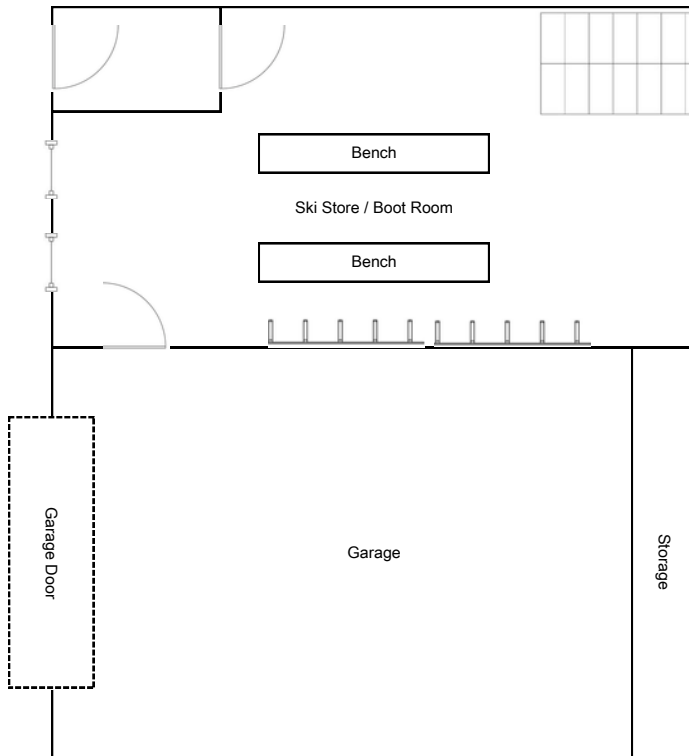 Bench
Ski Store / Boot Room
Bench
Garage Door
Garage
Storage